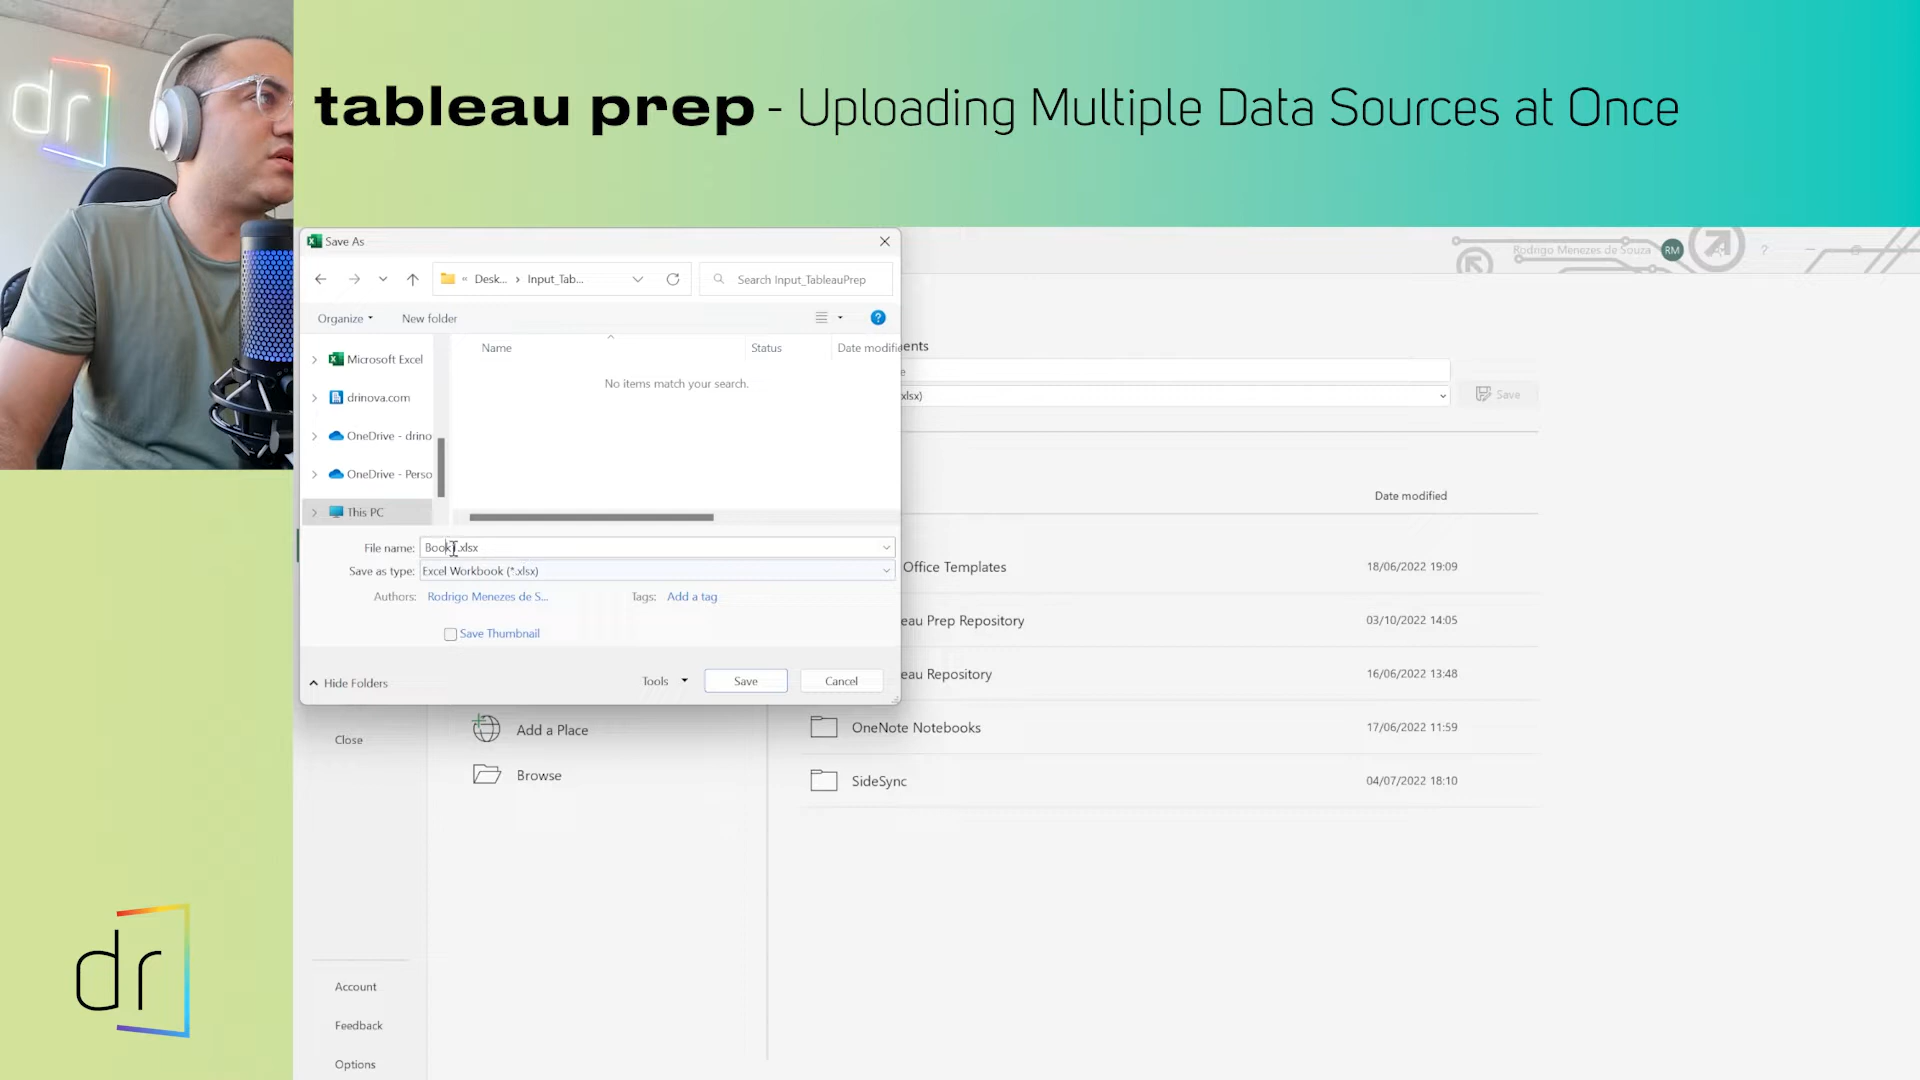 dr
tableau prep - Uploading Multiple Data Sources at Once
Save As
Rodrigo Menezes de Souza RM ?
« Desk... › Input_Tab... Search Input_TableauPrep
Organize New folder ?
Name Status Date modifie
ents
Microsoft Excel
No items match your search.
e
drinova.com
xlsx) Save
OneDrive - drino
OneDrive - Perso
This PC
Date modified
File name: Book .xlsx
Save as type: Excel Workbook (*.xlsx)
Office Templates 18/06/2022 19:09
Authors: Rodrigo Menezes de S... Tags: Add a tag
eau Prep Repository 03/10/2022 14:05
Save Thumbnail
eau Repository 16/06/2022 13:48
Hide Folders Tools Save Cancel
Close
Add a Place
OneNote Notebooks 17/06/2022 11:59
Browse
SideSync 04/07/2022 18:10
dr
Account
Feedback
Options